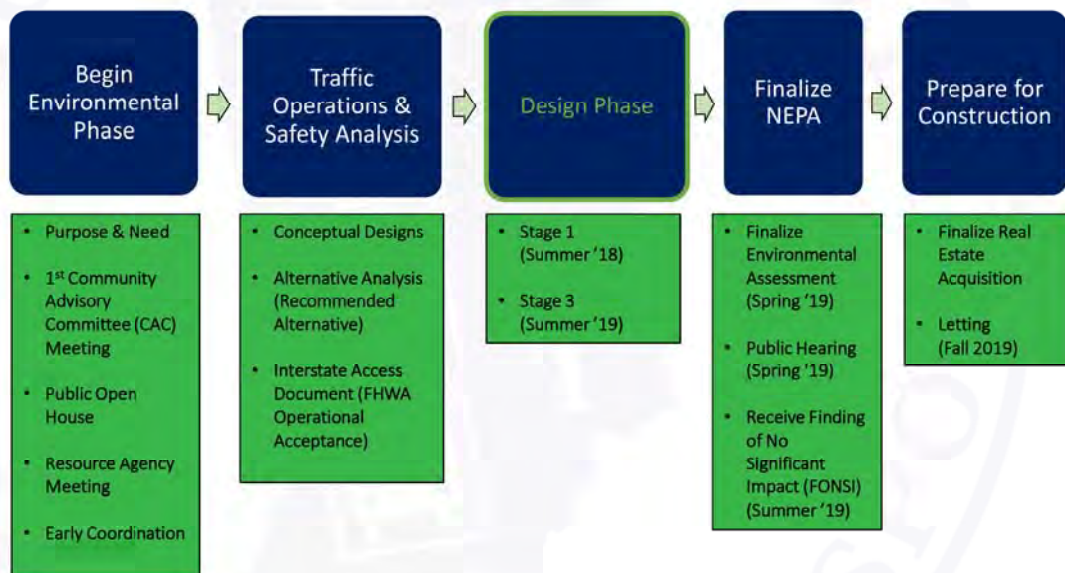 Begin
Environmental
Phase
Traffic
Operations &
Safety Analysis
Design Phase
Finalize
NEPA
Prepare for
Construction
• Purpose & Need
• 1st Community
Advisory
Committee (CAC)
Meeting
• Public Open
House
• Resource Agency
Meeting
• Early Coordination
• Conceptual Designs
• Alternative Analysis
(Recommended
Alternative)
• Interstate Access
Document (FHWA
Operational
Acceptance)
• Stage 1
(Summer '18)
• Stage 3
(Summer '19)
• Finalize
Environmental
Assessment
(Spring '19)
• Public Hearing
(Spring '19)
• Receive Finding
of No
Significant
Impact (FONSI)
(Summer '19)
• Finalize Real
Estate
Acquisition
• Letting
(Fall 2019)